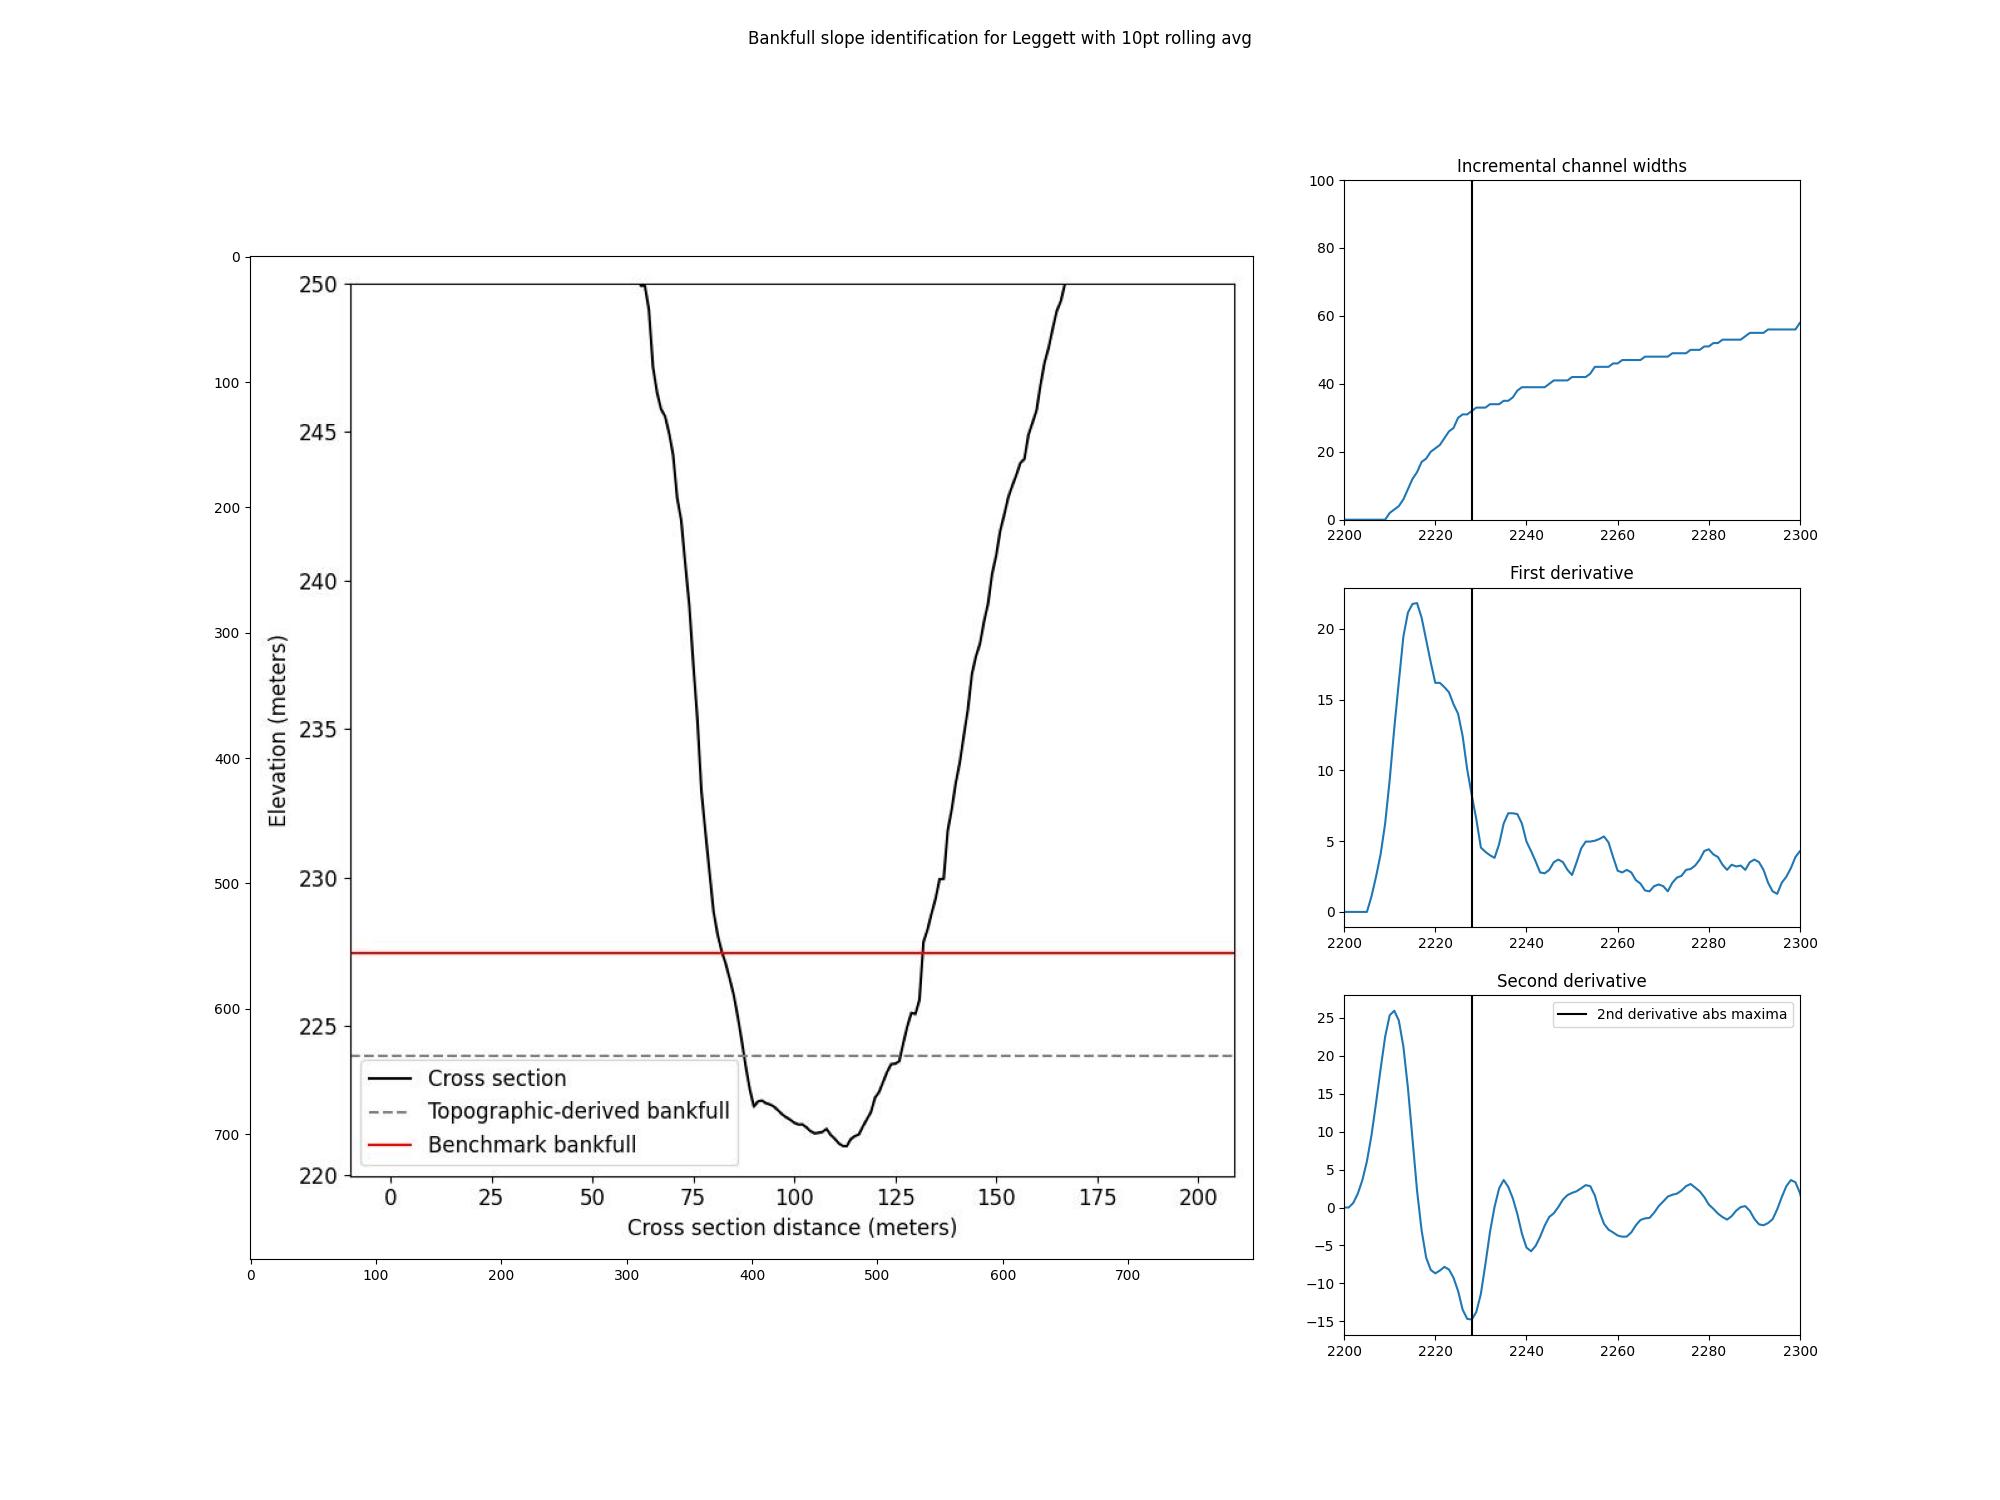 Bankfull slope identification for Leggett with 10pt rolling avg
0
100
200
300
400
500
600
700
250
245
240
235
230
225
220
Elevation (meters)
Cross section
Topographic-derived bankfull
Benchmark bankfull
0 25 50 75 100 125 150 175 200
Cross section distance (meters)
0 100 200 300 400 500 600 700
Incremental channel widths
100
80
60
40
20
0
2200 2220 2240 2260 2280 2300
First derivative
20
15
10
5
0
2200 2220 2240 2260 2280 2300
Second derivative
2nd derivative abs maxima
25
20
15
10
5
0
−5
−10
−15
2200 2220 2240 2260 2280 2300